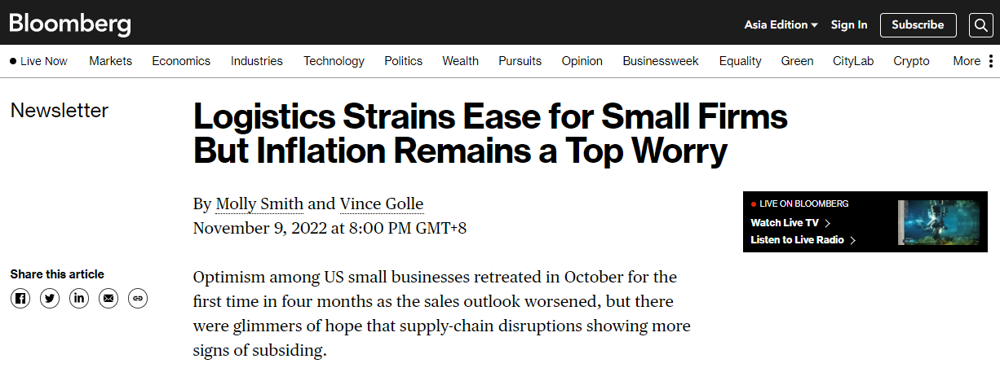 Bloomberg
Asia Edition
Sign In
Subscribe
Live Now
Markets
Economics
Industries
Technology
Politics
Wealth
Pursuits
Opinion
Businessweek
Equality
Green
CityLab
Crypto
More
Newsletter
Logistics Strains Ease for Small Firms
But Inflation Remains a Top Worry
By Molly Smith and Vince Golle
November 9, 2022 at 8:00 PM GMT+8
LIVE ON BLOOMBERG
Watch Live TV
Listen to Live Radio
Share this article
Optimism among US small businesses retreated in October for the
first time in four months as the sales outlook worsened, but there
were glimmers of hope that supply-chain disruptions showing more
signs of subsiding.